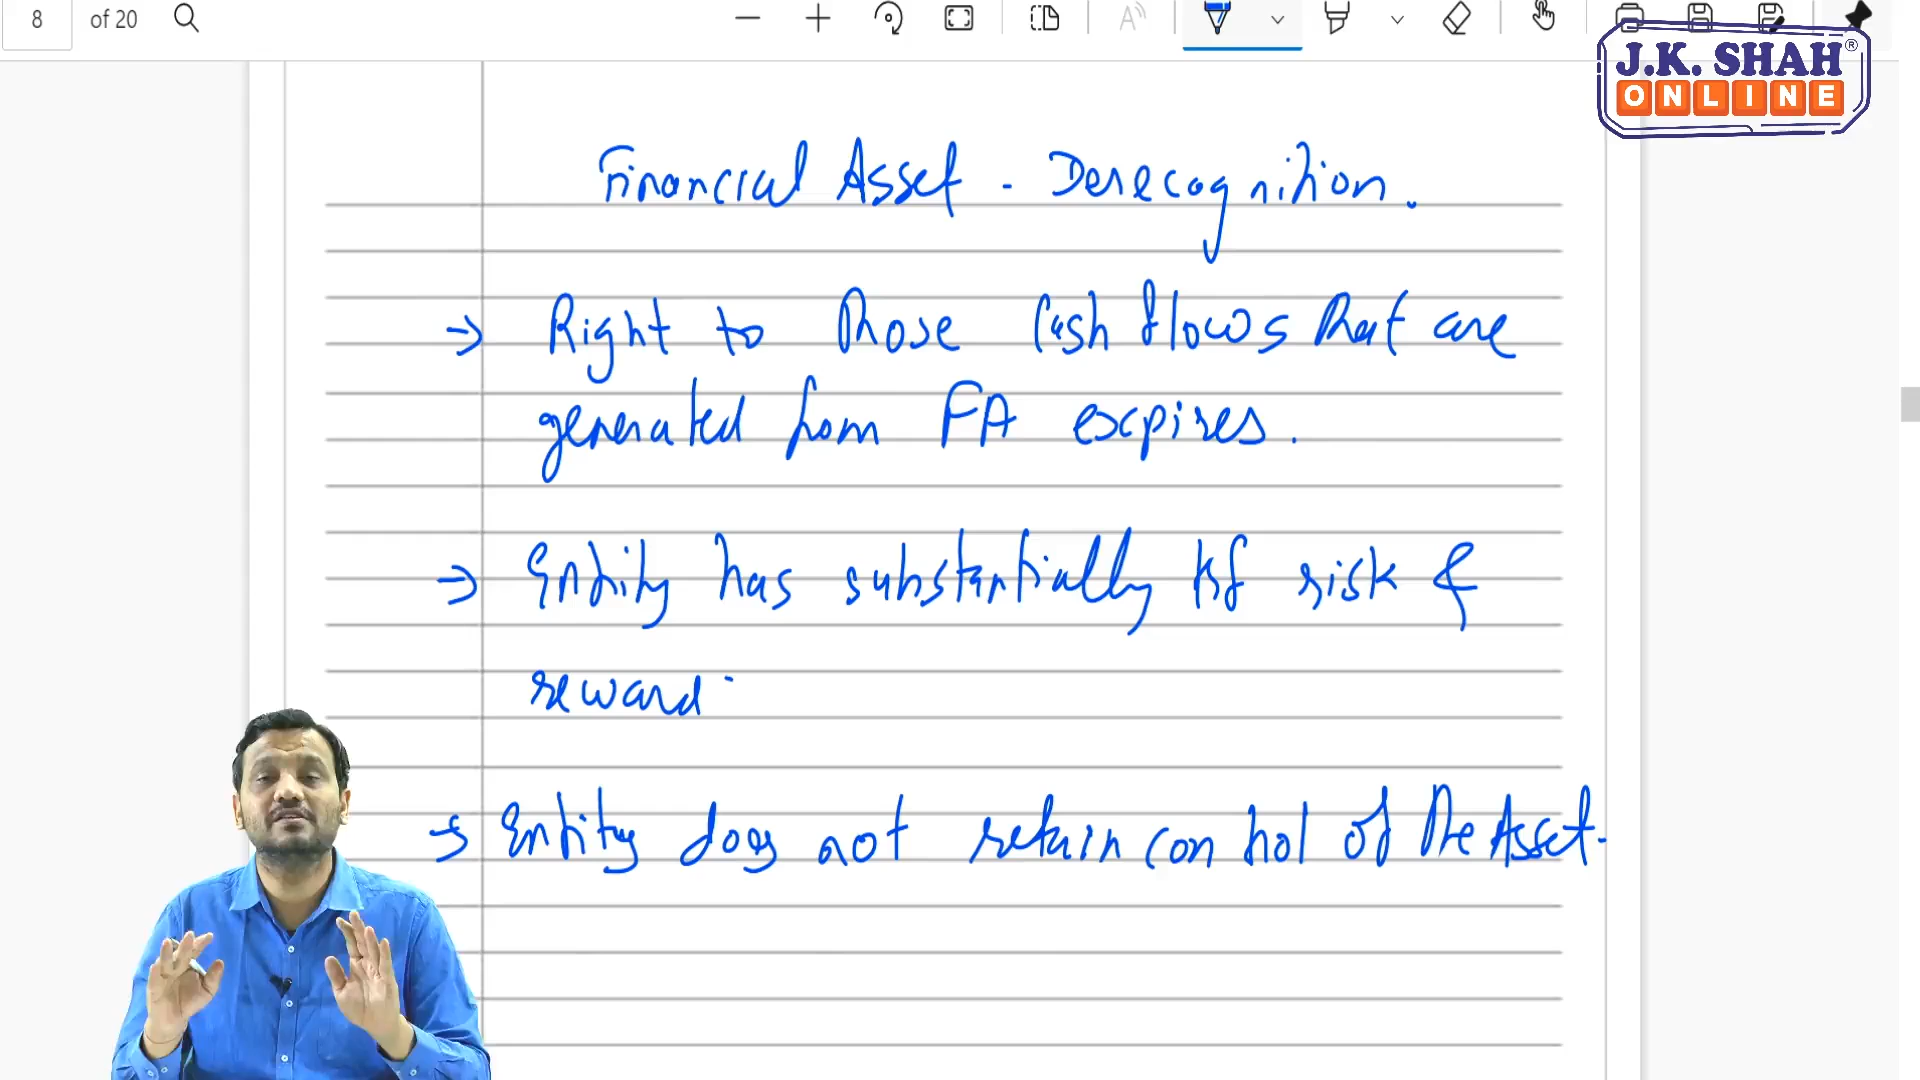 8 of 20
J.K. SHAH®
ONLINE
Financial Asset - Derecognition.
→ Right to those Cash flows that are
generated from FA expires.
→ Entity has substantially trf risk &
reward.
→ Entity does not retain control of the Asset.